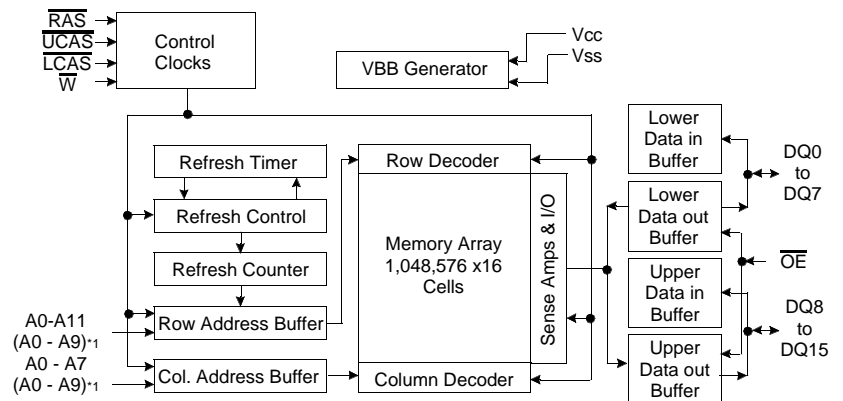 RAS
UCAS
LCAS
W
Control
Clocks
VBB Generator
Vcc
Vss
Refresh Timer
Refresh Control
Refresh Counter
Row Address Buffer
Col. Address Buffer
A0-A11
(A0 - A9)*1
A0 - A7
(A0 - A9)*1
Row Decoder
Memory Array
1,048,576 x16
Cells
Column Decoder
Sense Amps & I/O
Lower
Data in
Buffer
Lower
Data out
Buffer
Upper
Data in
Buffer
Upper
Data out
Buffer
DQ0
to
DQ7
OE
DQ8
to
DQ15